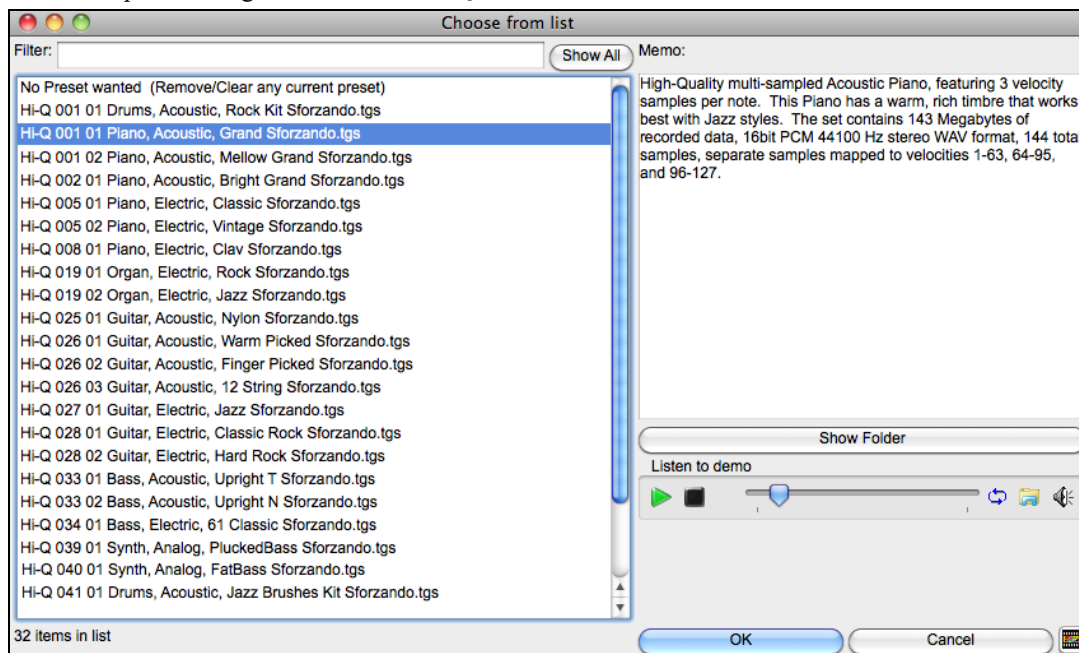 Choose from list
Filter:
Show All
No Preset wanted (Remove/Clear any current preset)
Hi-Q 001 01 Drums, Acoustic, Rock Kit Sforzando.tgs
Hi-Q 001 01 Piano, Acoustic, Grand Sforzando.tgs
Hi-Q 001 02 Piano, Acoustic, Mellow Grand Sforzando.tgs
Hi-Q 002 01 Piano, Acoustic, Bright Grand Sforzando.tgs
Hi-Q 005 01 Piano, Electric, Classic Sforzando.tgs
Hi-Q 005 02 Piano, Electric, Vintage Sforzando.tgs
Hi-Q 008 01 Piano, Electric, Clav Sforzando.tgs
Hi-Q 019 01 Organ, Electric, Rock Sforzando.tgs
Hi-Q 019 02 Organ, Electric, Jazz Sforzando.tgs
Hi-Q 025 01 Guitar, Acoustic, Nylon Sforzando.tgs
Hi-Q 026 01 Guitar, Acoustic, Warm Picked Sforzando.tgs
Hi-Q 026 02 Guitar, Acoustic, Finger Picked Sforzando.tgs
Hi-Q 026 03 Guitar, Acoustic, 12 String Sforzando.tgs
Hi-Q 027 01 Guitar, Electric, Jazz Sforzando.tgs
Hi-Q 028 01 Guitar, Electric, Classic Rock Sforzando.tgs
Hi-Q 028 02 Guitar, Electric, Hard Rock Sforzando.tgs
Hi-Q 033 01 Bass, Acoustic, Upright T Sforzando.tgs
Hi-Q 033 02 Bass, Acoustic, Upright N Sforzando.tgs
Hi-Q 034 01 Bass, Electric, 61 Classic Sforzando.tgs
Hi-Q 039 01 Synth, Analog, PluckedBass Sforzando.tgs
Hi-Q 040 01 Synth, Analog, FatBass Sforzando.tgs
Hi-Q 041 01 Drums, Acoustic, Jazz Brushes Kit Sforzando.tgs
32 items in list
Memo:
High-Quality multi-sampled Acoustic Piano, featuring 3 velocity
samples per note. This Piano has a warm, rich timbre that works
best with Jazz styles. The set contains 143 Megabytes of
recorded data, 16bit PCM 44100 Hz stereo WAV format, 144 total
samples, separate samples mapped to velocities 1-63, 64-95,
and 96-127.
Show Folder
Listen to demo
OK
Cancel